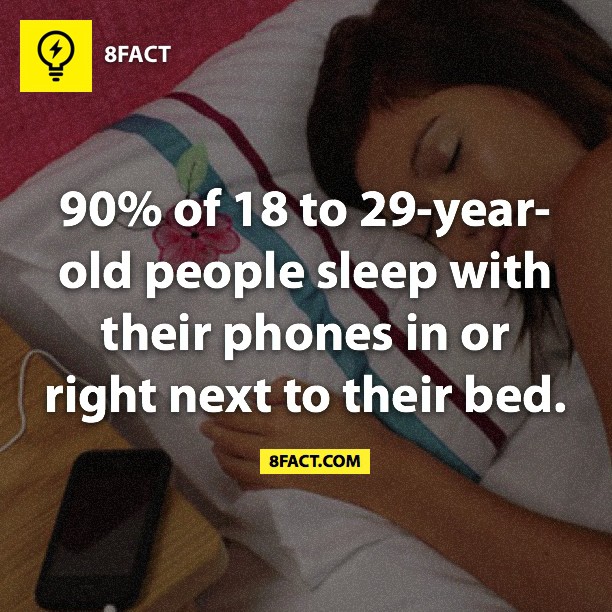 8FACT
90% of 18 to 29-year-
old people sleep with
their phones in or
right next to their bed.
8FACT.COM